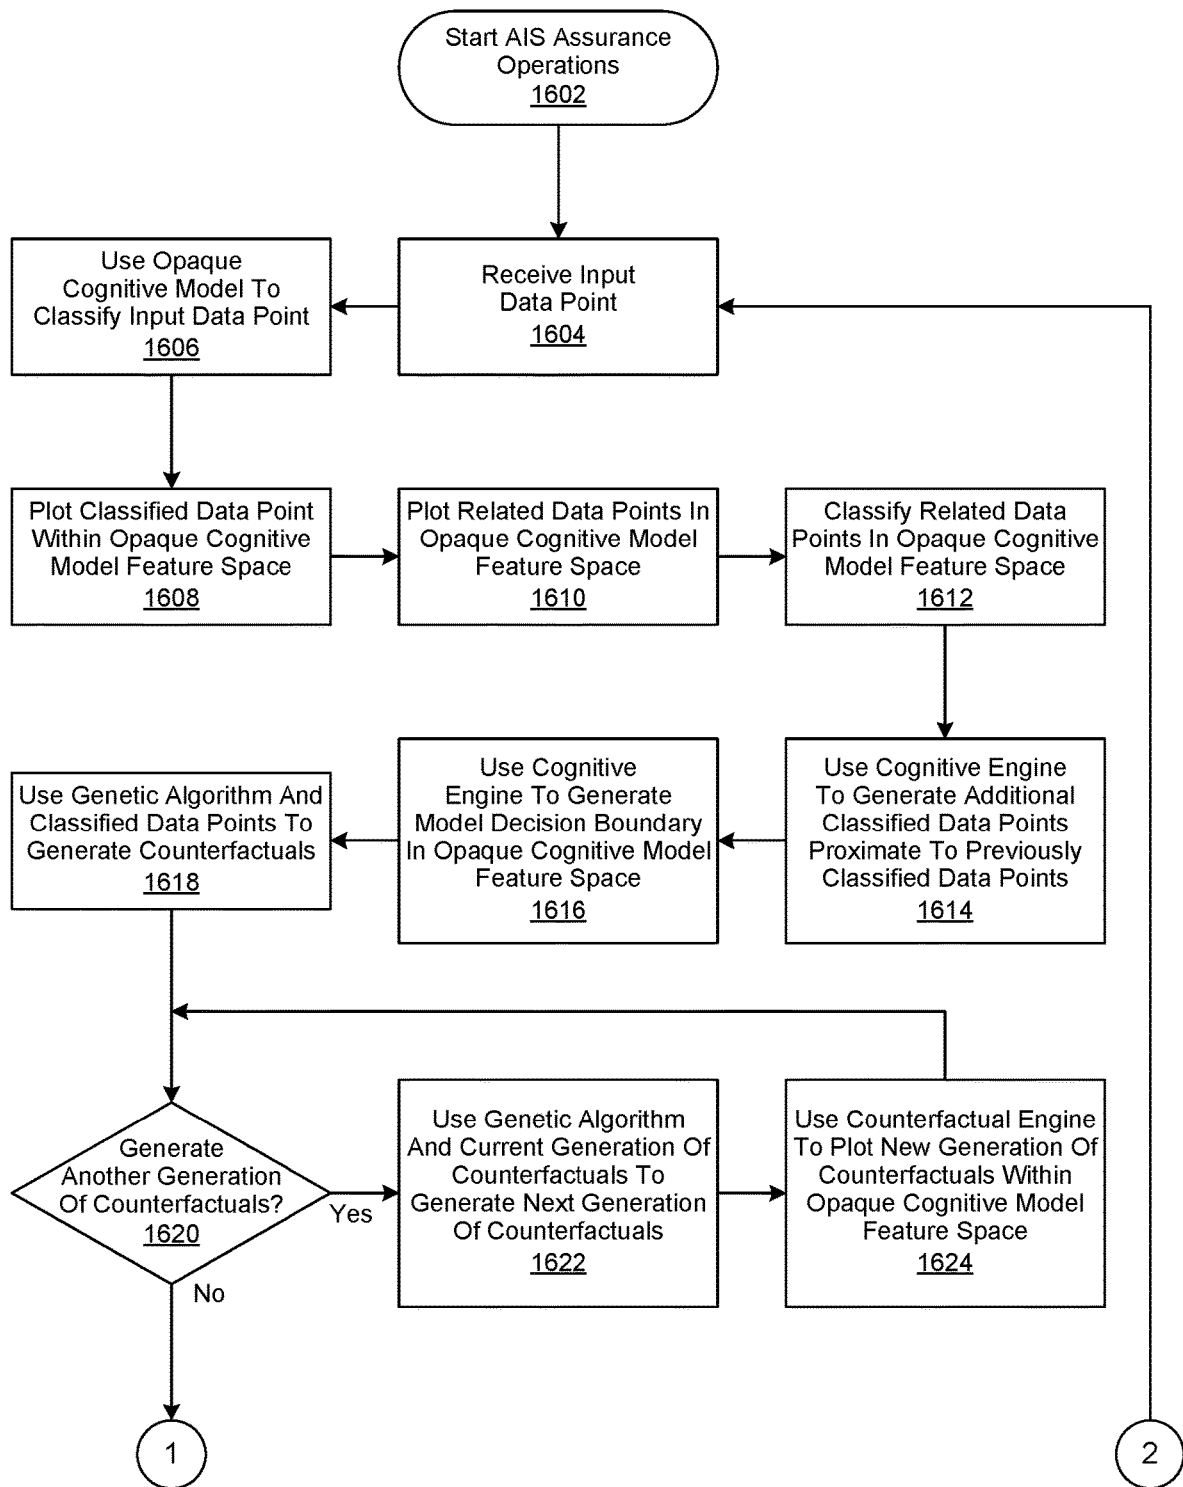 Start AIS Assurance
Operations
1602
Use Opaque
Cognitive Model To
Classify Input Data Point
1606
Receive Input
Data Point
1604
Plot Classified Data Point
Within Opaque Cognitive
Model Feature Space
1608
Plot Related Data Points In
Opaque Cognitive Model
Feature Space
1610
Classify Related Data
Points In Opaque Cognitive
Model Feature Space
1612
Use Genetic Algorithm And
Classified Data Points To
Generate Counterfactuals
1618
Use Cognitive
Engine To Generate
Model Decision Boundary
In Opaque Cognitive Model
Feature Space
1616
Use Cognitive Engine
To Generate Additional
Classified Data Points
Proximate To Previously
Classified Data Points
1614
Generate
Another Generation
Of Counterfactuals?
1620
Yes
No
Use Genetic Algorithm
And Current Generation Of
Counterfactuals To
Generate Next Generation
Of Counterfactuals
1622
Use Counterfactual Engine
To Plot New Generation Of
Counterfactuals Within
Opaque Cognitive Model
Feature Space
1624
1
2